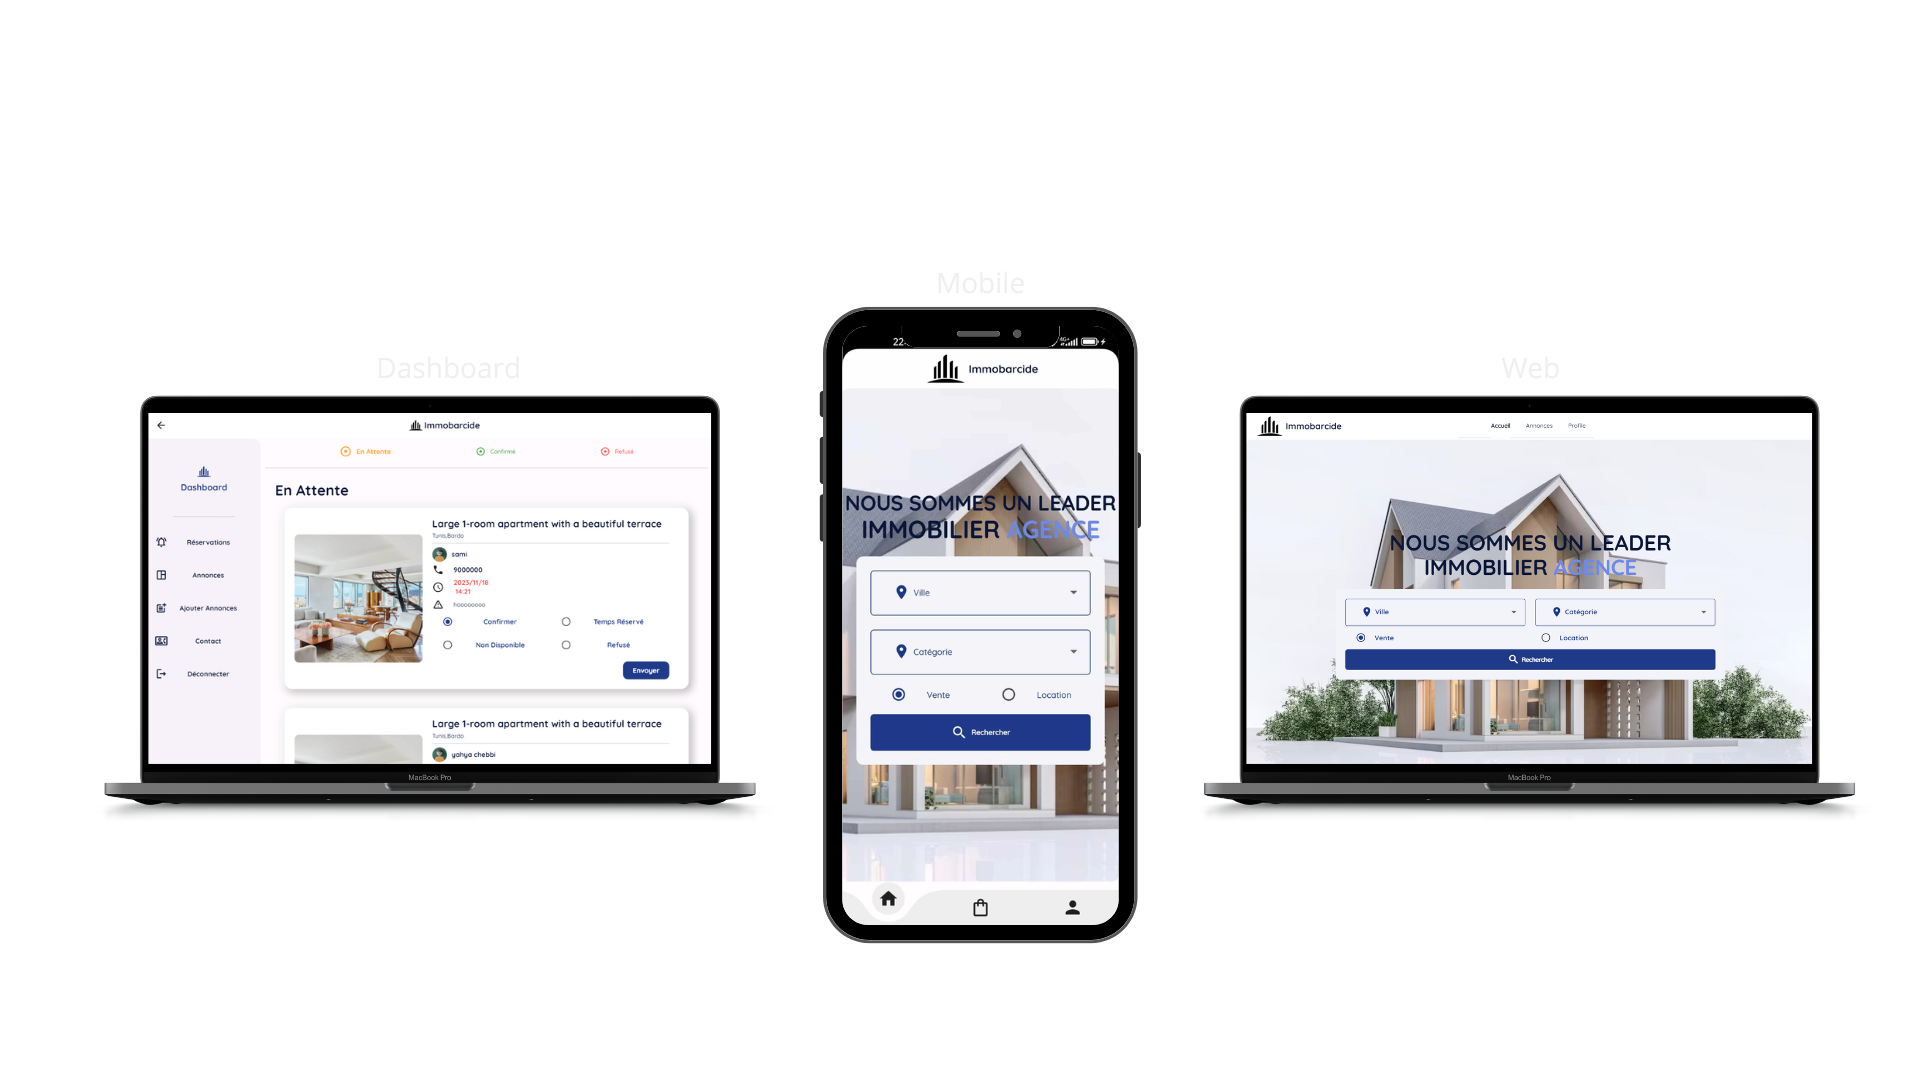 Mobile
Dashboard
Web
Immobarcide
En Attente
Confirmé
Refusé
Dashboard
Réservations
Annonces
Ajouter Annonces
Contact
Déconnecter
En Attente
Large 1-room apartment with a beautiful terrace
Tunis,Bardo
sami
9000000
2023/11/18
14:21
Confirmer
Temps Réservé
Non Disponible
Refusé
Envoyer
Large 1-room apartment with a beautiful terrace
Tunis,Bardo
yahya chebbi
MacBook Pro
22
4G+
Immobarcide
NOUS SOMMES UN LEADER
IMMOBILIER AGENCE
Ville
Catégorie
Vente
Location
Rechercher
Immobarcide
Accueil
Annonces
Profile
NOUS SOMMES UN LEADER
IMMOBILIER AGENCE
Ville
Catégorie
Vente
Location
Rechercher
MacBook Pro